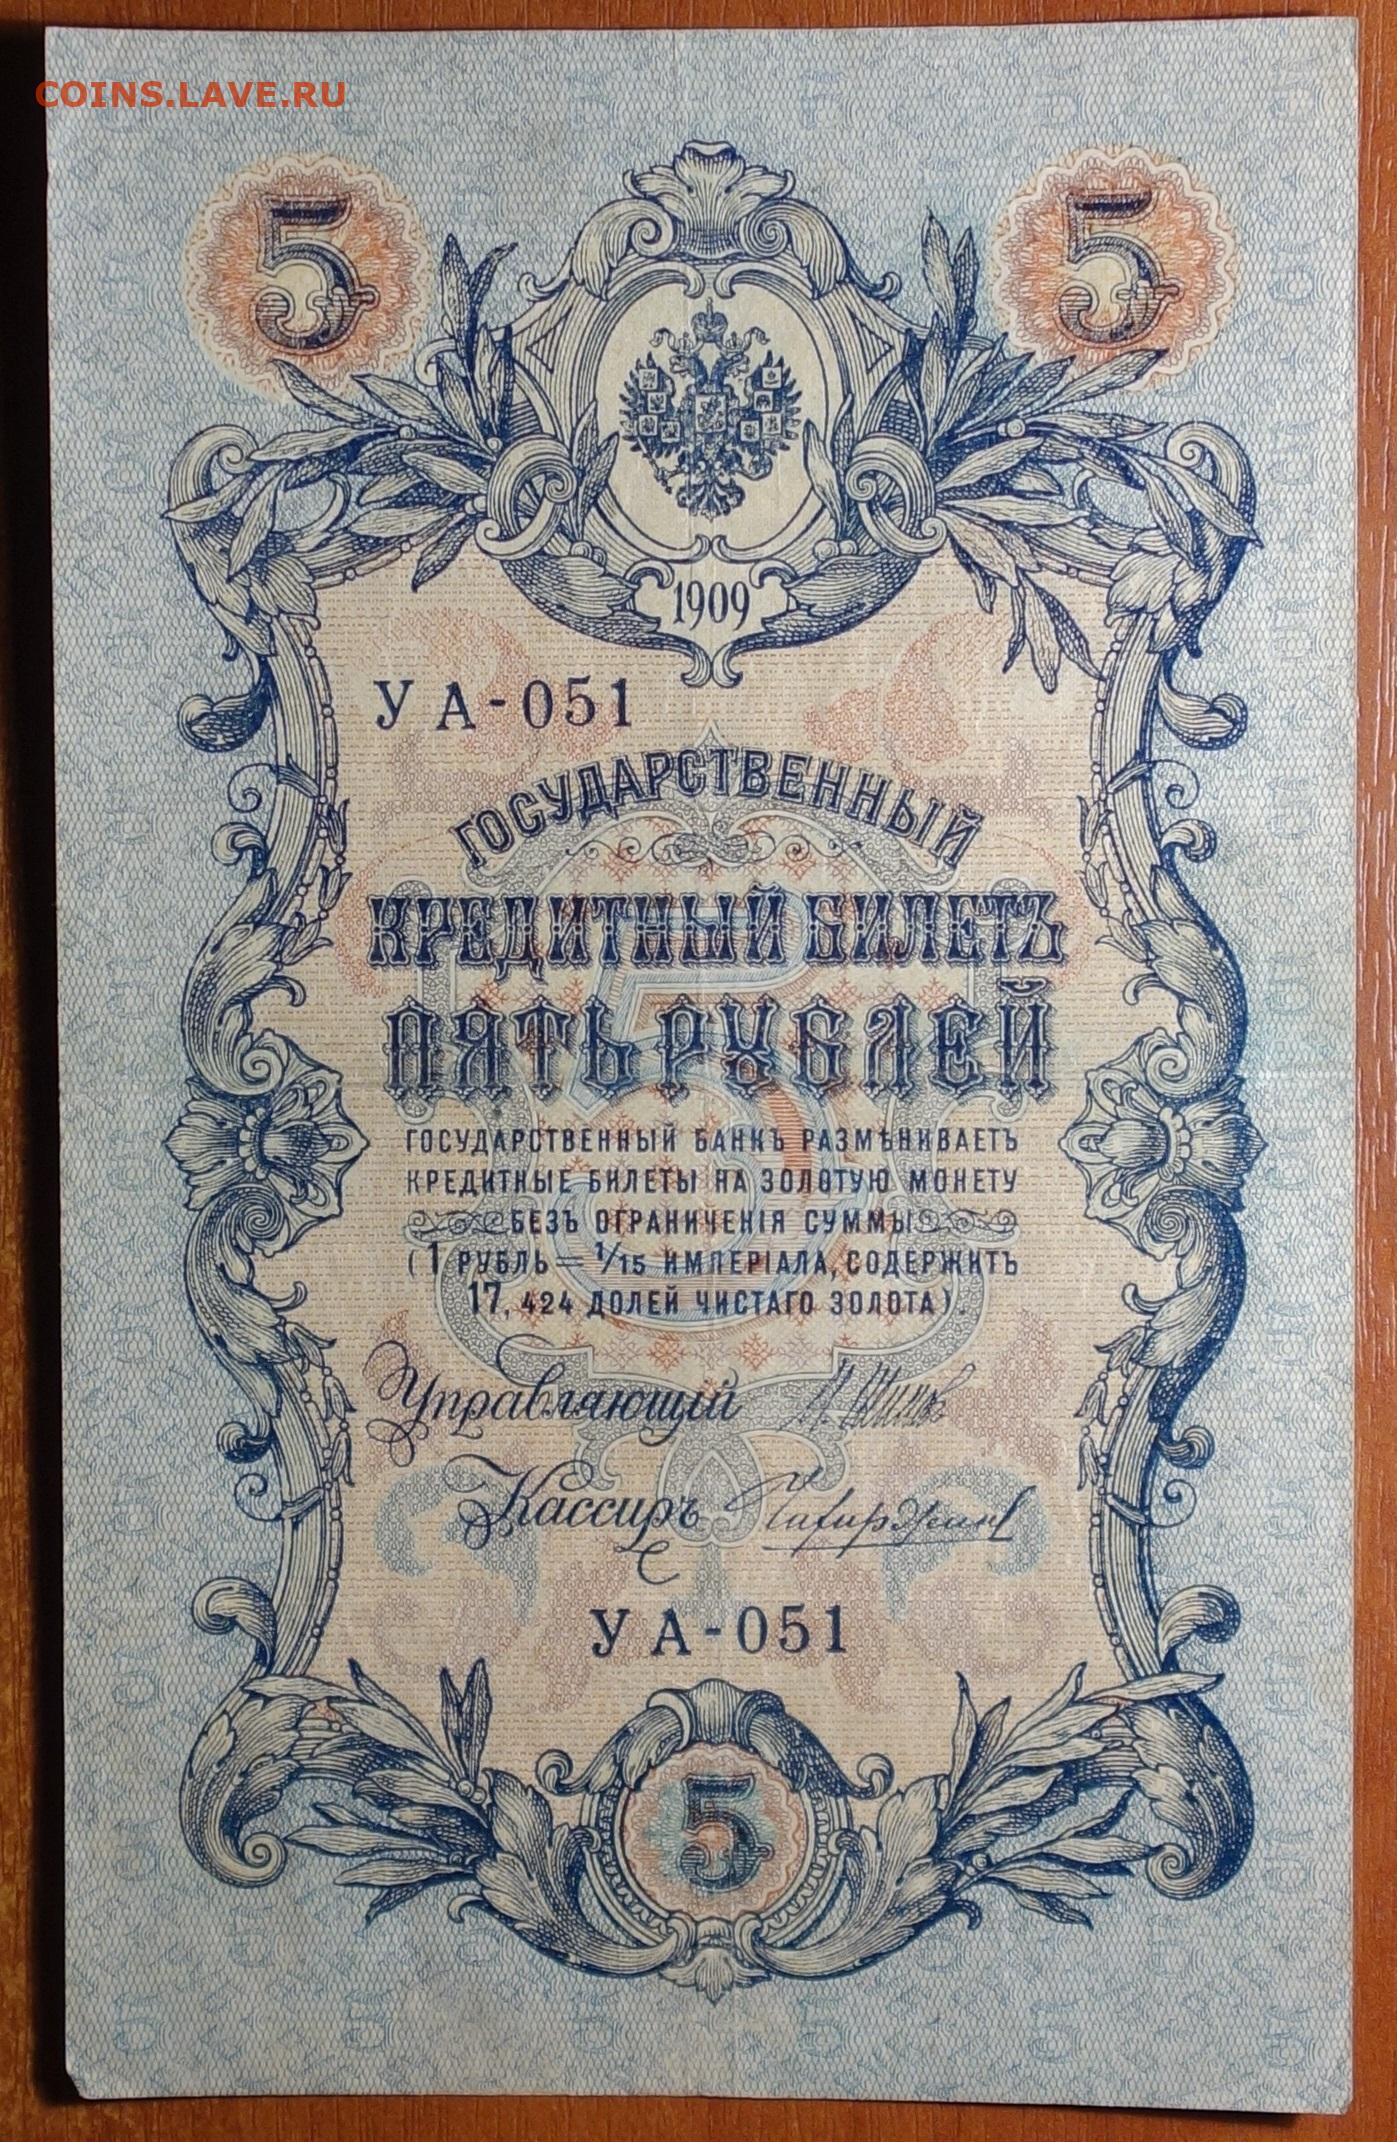 COINS.LAVE.RU
5 5
1909
УА-051
ГОСУДАРСТВЕННЫЙ
КРЕДИТНЫЙ БИЛЕТЪ
ПЯТЬ РУБЛЕЙ
ГОСУДАРСТВЕННЫЙ БАНКЪ РАЗМѢНИВАЕТЪ
КРЕДИТНЫЕ БИЛЕТЫ НА ЗОЛОТУЮ МОНЕТУ
БЕЗЪ ОГРАНИЧЕНІЯ СУММЫ
(1 РУБЛЬ = 1/15 ИМПЕРІАЛА, СОДЕРЖИТЪ
17,424 ДОЛЕЙ ЧИСТАГО ЗОЛОТА).
Управляющій
Кассиръ
УА-051
5